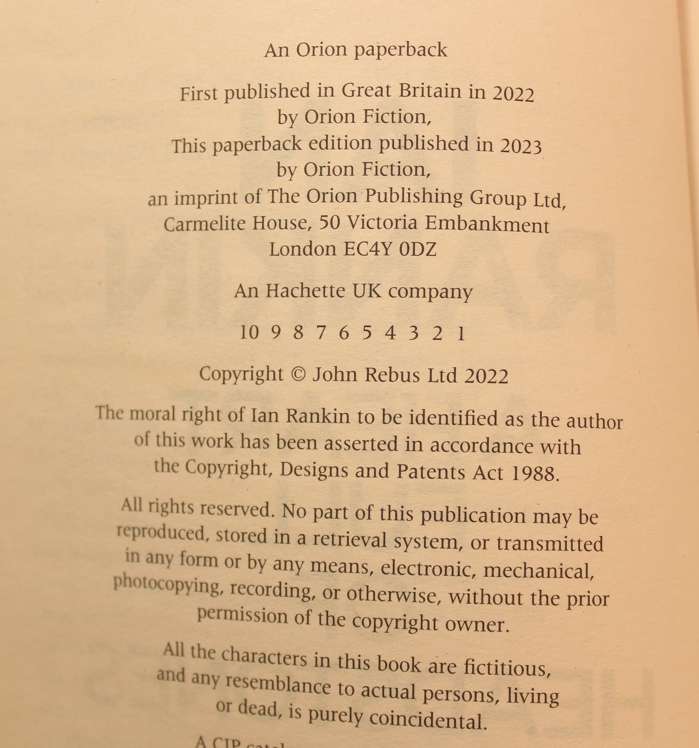 An Orion paperback
First published in Great Britain in 2022
by Orion Fiction,
This paperback edition published in 2023
by Orion Fiction,
an imprint of The Orion Publishing Group Ltd,
Carmelite House, 50 Victoria Embankment
London EC4Y 0DZ
An Hachette UK company
10 9 8 7 6 5 4 3 2 1
Copyright © John Rebus Ltd 2022
The moral right of Ian Rankin to be identified as the author
of this work has been asserted in accordance with
the Copyright, Designs and Patents Act 1988.
All rights reserved. No part of this publication may be
reproduced, stored in a retrieval system, or transmitted
in any form or by any means, electronic, mechanical,
photocopying, recording, or otherwise, without the prior
permission of the copyright owner.
All the characters in this book are fictitious,
and any resemblance to actual persons, living
or dead, is purely coincidental.
A CIP